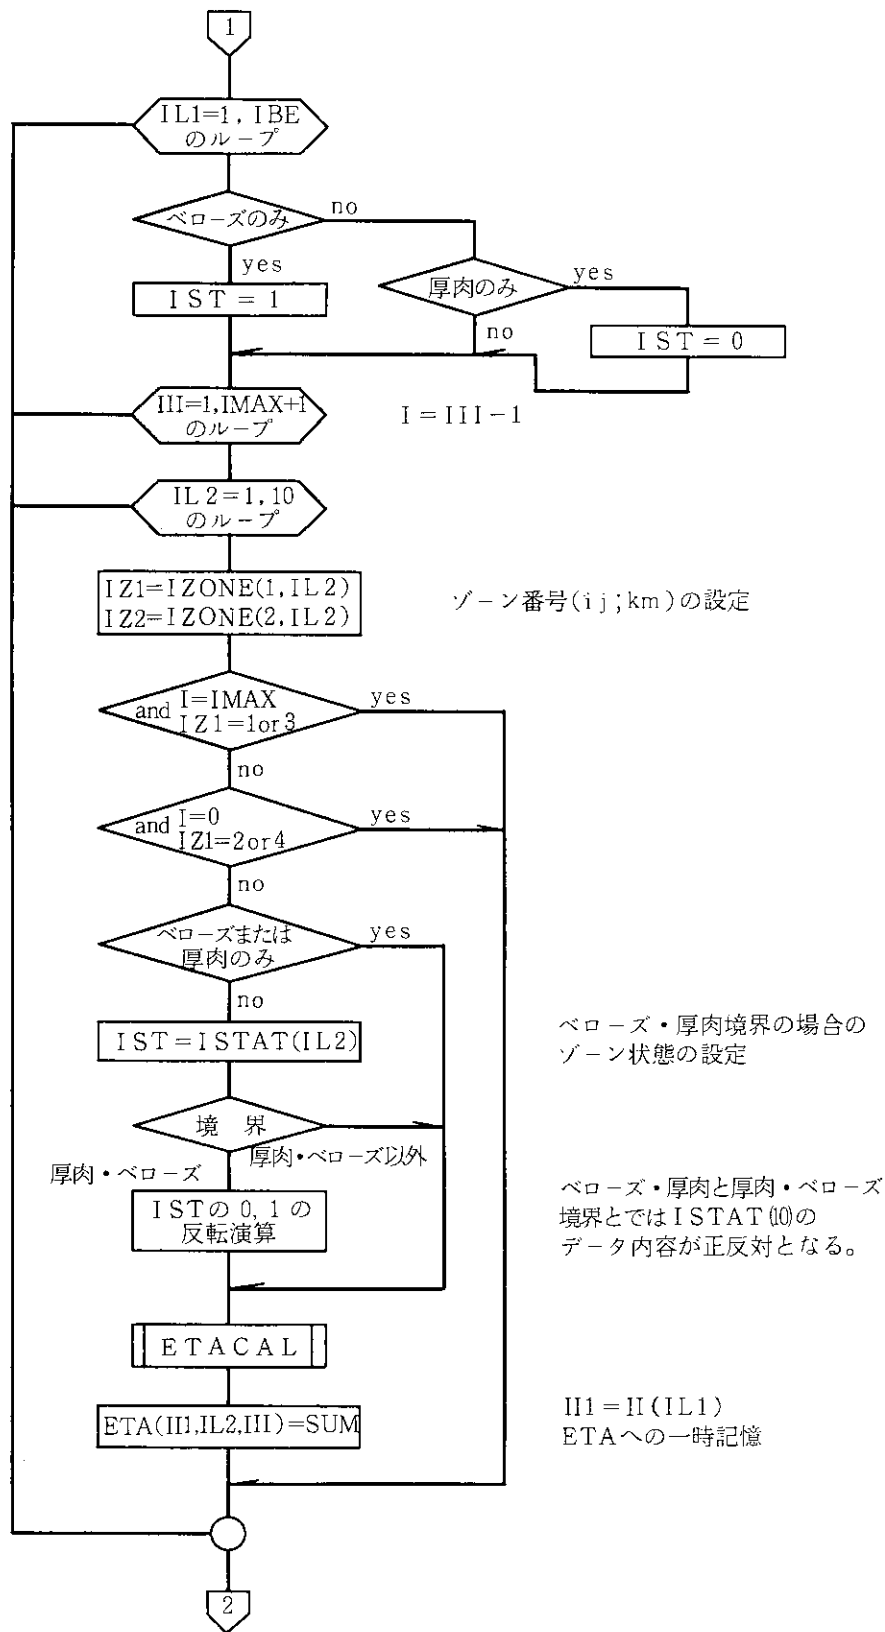 1
IL1=1, IBE
のループ
ベローズのみ
no
yes
厚肉のみ
yes
IST = 1
no
IST = 0
III=1,IMAX+1
のループ
I=III-1
IL2=1,10
のループ
IZ1=IZONE(1,IL2)
IZ2=IZONE(2,IL2)
ゾーン番号(ij;km)の設定
and I=IMAX
IZ1=1or3
yes
no
and I=0
IZ1=2or4
yes
no
ベローズまたは
厚肉のみ
yes
no
IST=ISTAT(IL2)
ベローズ・厚肉境界の場合の
ゾーン状態の設定
境 界
厚肉・ベローズ以外
厚肉・ベローズ
ISTの0,1の
反転演算
ベローズ・厚肉と厚肉・ベローズ
境界とではISTAT(10)の
データ内容が正反対となる。
ETACAL
ETA(II1,IL2,III)=SUM
II1=II(IL1)
ETAへの一時記憶
2